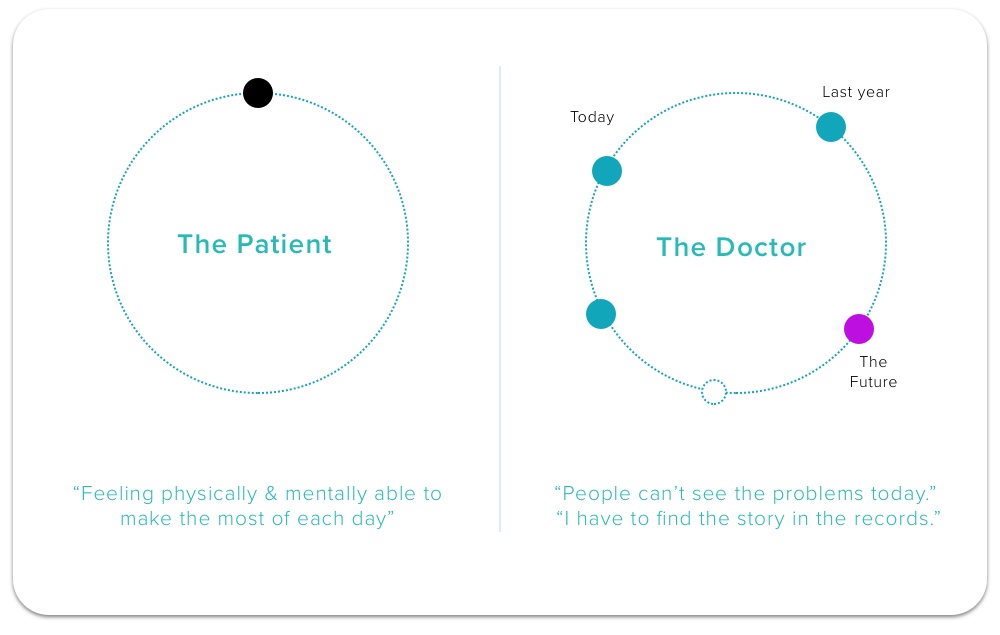 The Patient
“Feeling physically & mentally able to
make the most of each day”
Last year
Today
The Doctor
The
Future
“People can’t see the problems today.”
“I have to find the story in the records.”